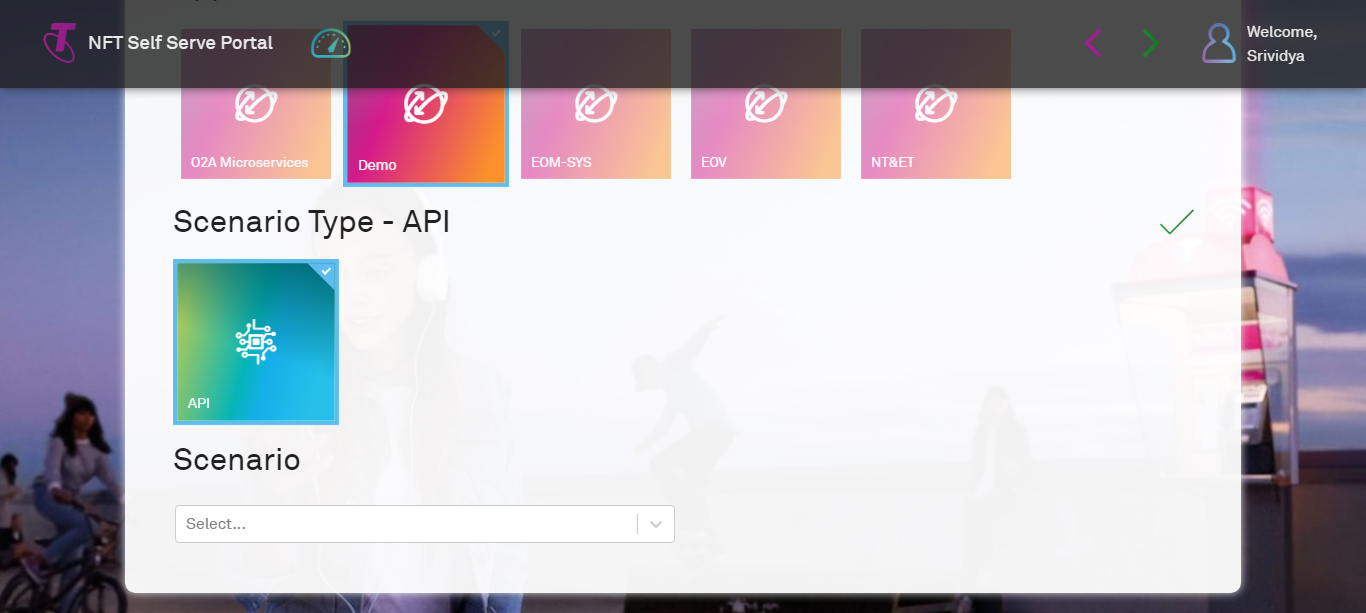 NFT Self Serve Portal
Welcome,
Srividya
O2A Microservices
Demo
EOM-SYS
EOV
NT&ET
Scenario Type - API
API
Scenario
Select...